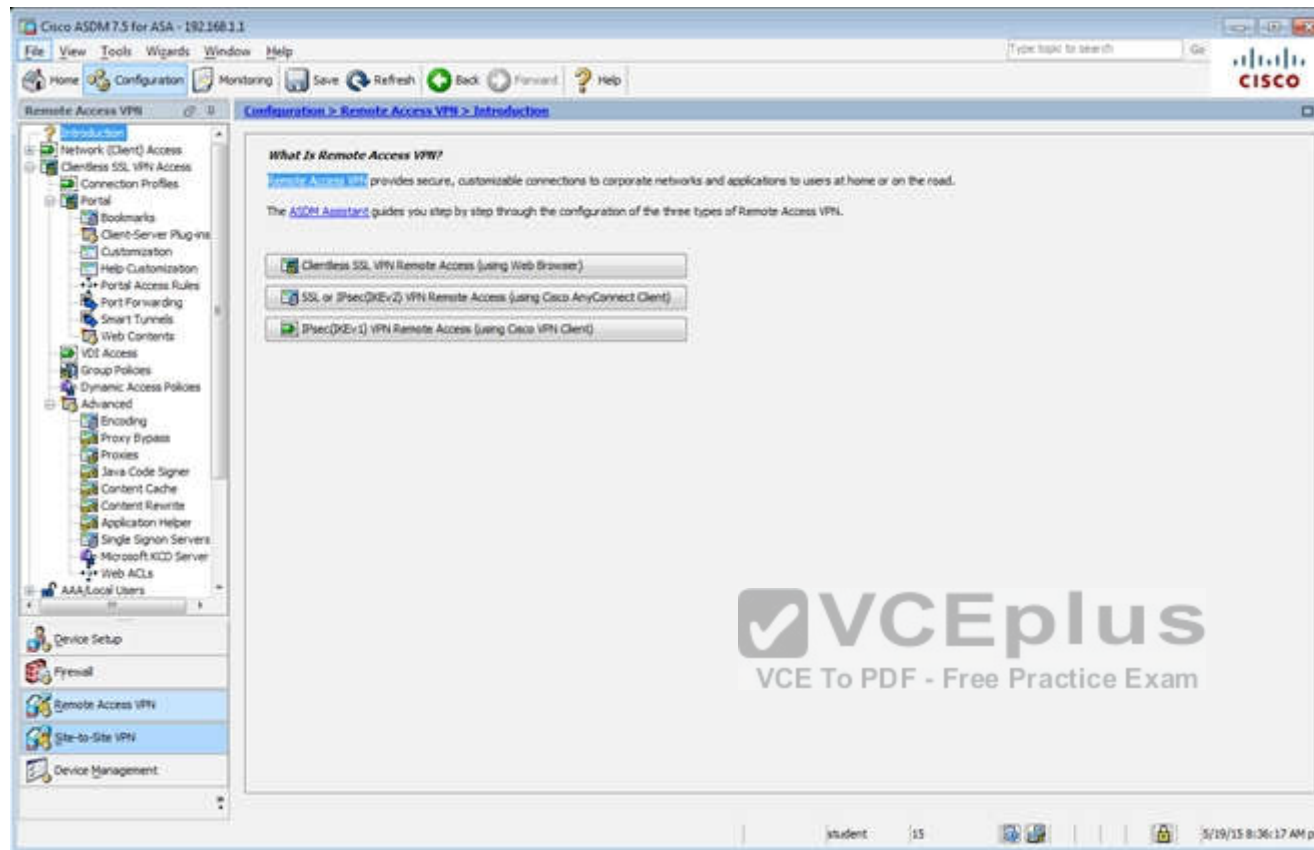 Cisco ASDM 7.5 for ASA - 192.168.1.1
File View Tools Wizards Window Help
Type topic to search Go
Home Configuration Monitoring Save Refresh Back Forward Help
CISCO
Remote Access VPN
Configuration > Remote Access VPN > Introduction
Introduction
Network (Client) Access
Clientless SSL VPN Access
Connection Profiles
Portal
Bookmarks
Client-Server Plug-ins
Customization
Help Customization
Portal Access Rules
Port Forwarding
Smart Tunnels
Web Contents
VDI Access
Group Policies
Dynamic Access Policies
Advanced
Encoding
Proxy Bypass
Proxies
Java Code Signer
Content Cache
Content Rewrite
Application Helper
Single Signon Servers
Microsoft KCD Server
Web ACLs
AAA/Local Users
Device Setup
Firewall
Remote Access VPN
Site-to-Site VPN
Device Management
What Is Remote Access VPN?
Remote Access VPN provides secure, customizable connections to corporate networks and applications to users at home or on the road.
The ASDM Assistant guides you step by step through the configuration of the three types of Remote Access VPN.
Clientless SSL VPN Remote Access (using Web Browser)
SSL or IPsec(IKEv2) VPN Remote Access (using Cisco AnyConnect Client)
IPsec(IKEv1) VPN Remote Access (using Cisco VPN Client)
VCEplus
VCE To PDF - Free Practice Exam
student 15 5/19/15 8:36:17 AM p